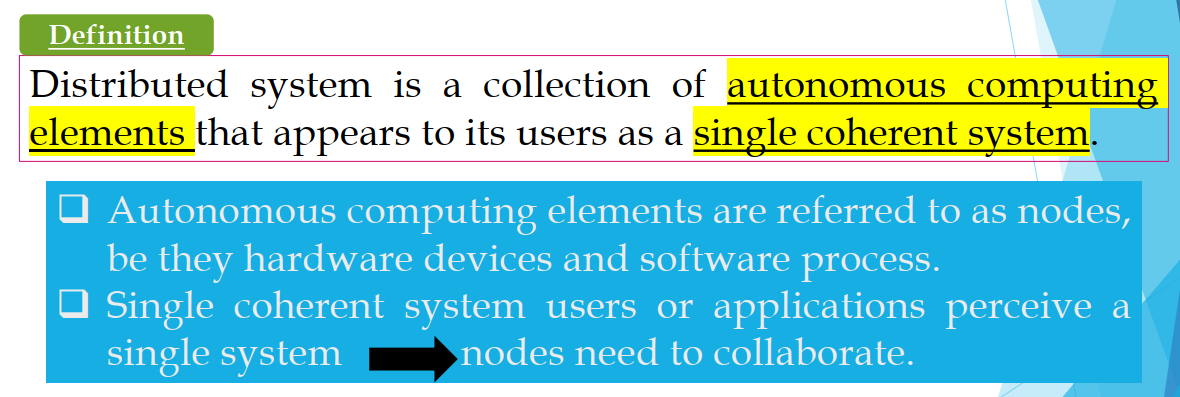 Definition
Distributed system is a collection of autonomous computing
elements that appears to its users as a single coherent system.
❑ Autonomous computing elements are referred to as nodes,
be they hardware devices and software process.
❑ Single coherent system users or applications perceive a
single system nodes need to collaborate.